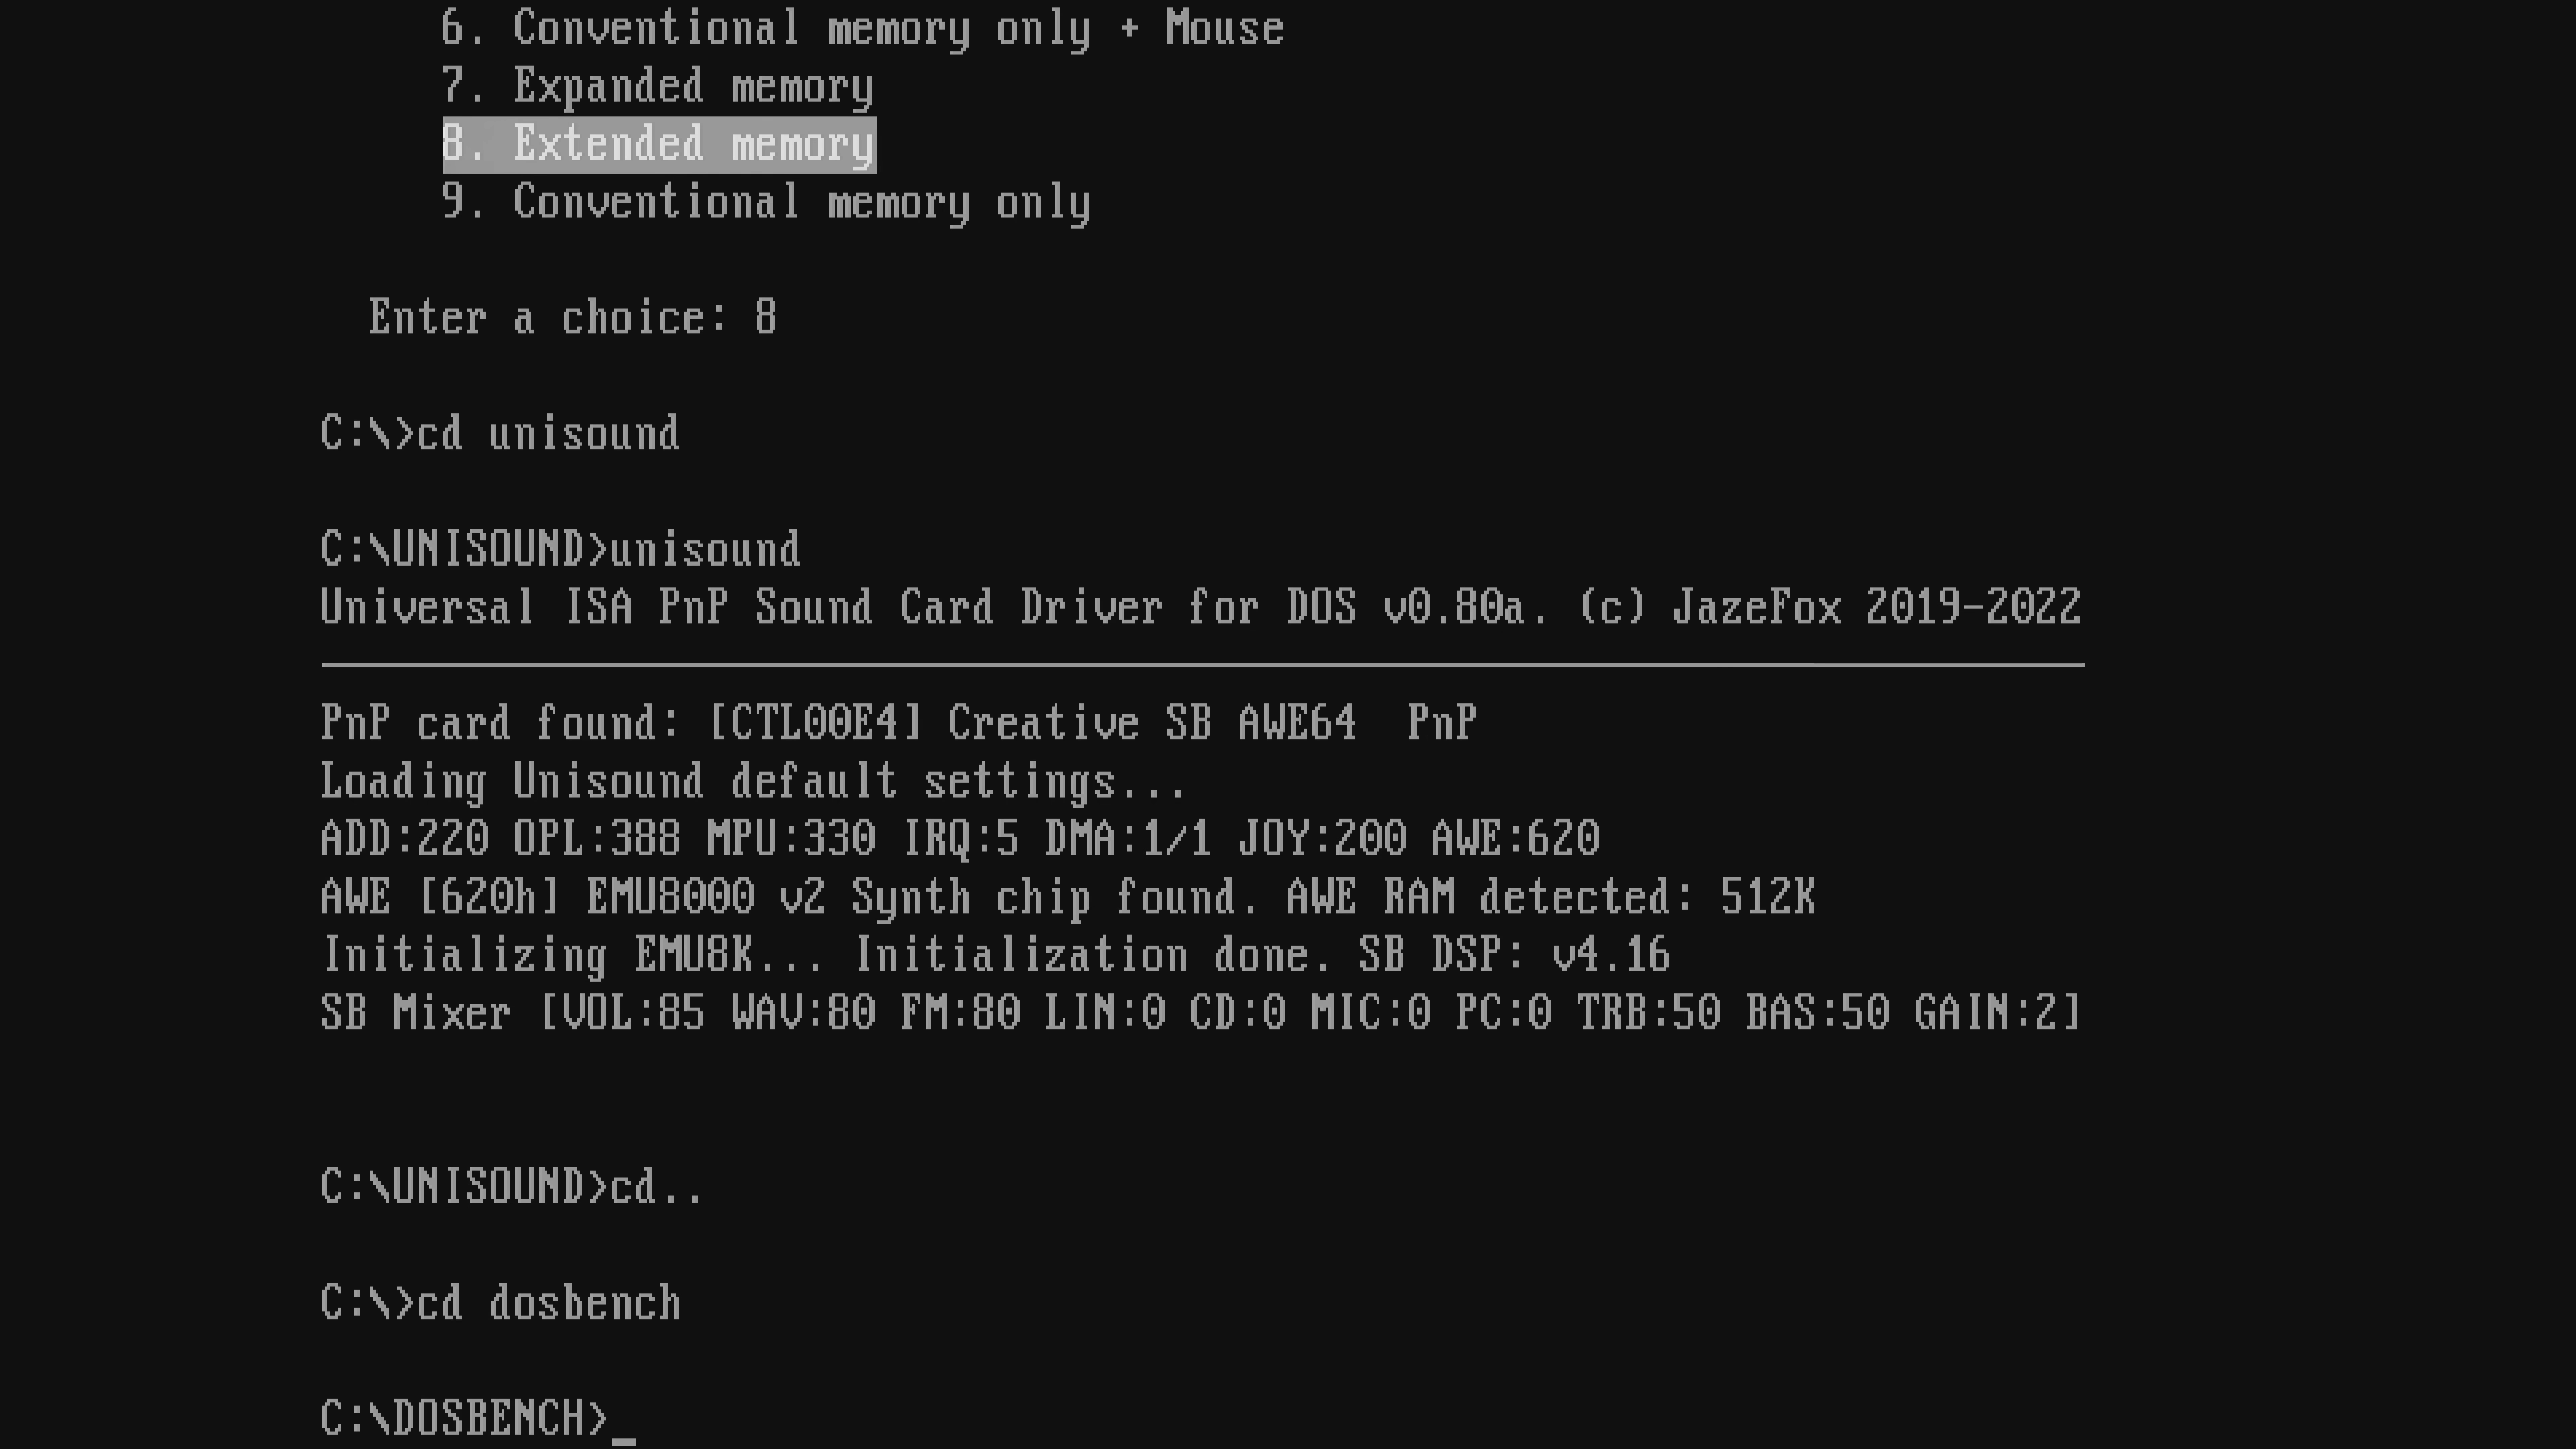 6. Conventional memory only + Mouse
7. Expanded memory
8. Extended memory
9. Conventional memory only
Enter a choice: 8
C:\>cd unisound
C:\UNISOUND>unisound
Universal ISA PnP Sound Card Driver for DOS v0.80a. (c) JazeFox 2019-2022
PnP card found: [CTL00E4] Creative SB AWE64  PnP
Loading Unisound default settings...
ADD:220 OPL:388 MPU:330 IRQ:5 DMA:1/1 JOY:200 AWE:620
AWE [620h] EMU8000 v2 Synth chip found. AWE RAM detected: 512K
Initializing EMU8K... Initialization done. SB DSP: v4.16
SB Mixer [VOL:85 WAV:80 FM:80 LIN:0 CD:0 MIC:0 PC:0 TRB:50 BAS:50 GAIN:2]
C:\UNISOUND>cd..
C:\>cd dosbench
C:\DOSBENCH>_